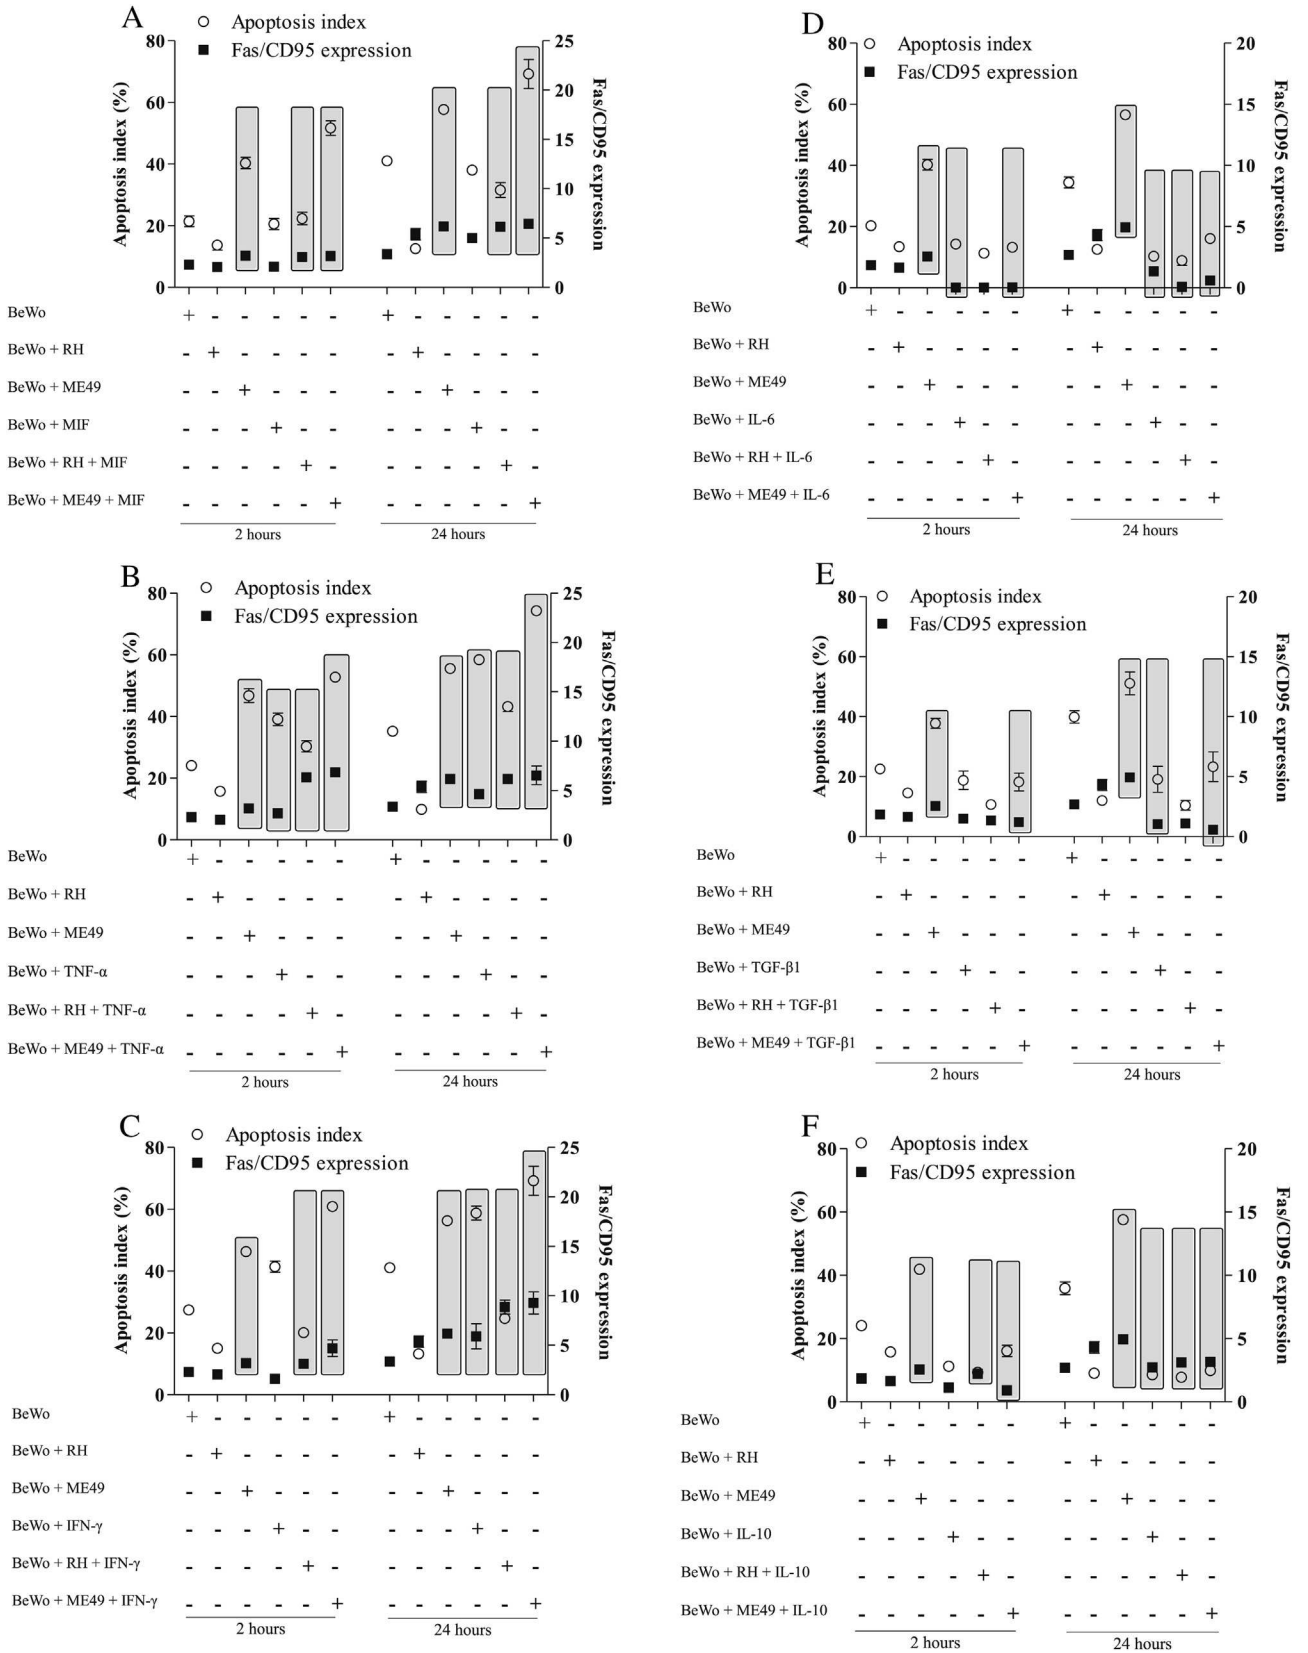 A
Apoptosis index
Fas/CD95 expression
80
60
40
20
0
Apoptosis index (%)
25
20
15
10
5
0
Fas/CD95 expression
BeWo + - - - - - + - - - - -
BeWo + RH - + - - - - - + - - - -
BeWo + ME49 - - + - - - - - + - - -
BeWo + MIF - - - + - - - - - + - -
BeWo + RH + MIF - - - - + - - - - - + -
BeWo + ME49 + MIF - - - - - + - - - - - +
2 hours 24 hours
B
Apoptosis index
Fas/CD95 expression
80
60
40
20
0
Apoptosis index (%)
25
20
15
10
5
0
Fas/CD95 expression
BeWo + - - - - - + - - - - -
BeWo + RH - + - - - - - + - - - -
BeWo + ME49 - - + - - - - - + - - -
BeWo + TNF-α - - - + - - - - - + - -
BeWo + RH + TNF-α - - - - + - - - - - + -
BeWo + ME49 + TNF-α - - - - - + - - - - - +
2 hours 24 hours
C
Apoptosis index
Fas/CD95 expression
80
60
40
20
0
Apoptosis index (%)
25
20
15
10
5
0
Fas/CD95 expression
BeWo + - - - - - + - - - - -
BeWo + RH - + - - - - - + - - - -
BeWo + ME49 - - + - - - - - + - - -
BeWo + IFN-γ - - - + - - - - - + - -
BeWo + RH + IFN-γ - - - - + - - - - - + -
BeWo + ME49 + IFN-γ - - - - - + - - - - - +
2 hours 24 hours
D
Apoptosis index
Fas/CD95 expression
80
60
40
20
0
Apoptosis index (%)
20
15
10
5
0
Fas/CD95 expression
BeWo + - - - - - + - - - - -
BeWo + RH - + - - - - - + - - - -
BeWo + ME49 - - + - - - - - + - - -
BeWo + IL-6 - - - + - - - - - + - -
BeWo + RH + IL-6 - - - - + - - - - - + -
BeWo + ME49 + IL-6 - - - - - + - - - - - +
2 hours 24 hours
E
Apoptosis index
Fas/CD95 expression
80
60
40
20
0
Apoptosis index (%)
20
15
10
5
0
Fas/CD95 expression
BeWo + - - - - - + - - - - -
BeWo + RH - + - - - - - + - - - -
BeWo + ME49 - - + - - - - - + - - -
BeWo + TGF-β1 - - - + - - - - - + - -
BeWo + RH + TGF-β1 - - - - + - - - - - + -
BeWo + ME49 + TGF-β1 - - - - - + - - - - - +
2 hours 24 hours
F
Apoptosis index
Fas/CD95 expression
80
60
40
20
0
Apoptosis index (%)
20
15
10
5
0
Fas/CD95 expression
BeWo + - - - - - + - - - - -
BeWo + RH - + - - - - - + - - - -
BeWo + ME49 - - + - - - - - + - - -
BeWo + IL-10 - - - + - - - - - + - -
BeWo + RH + IL-10 - - - - + - - - - - + -
BeWo + ME49 + IL-10 - - - - - + - - - - - +
2 hours 24 hours